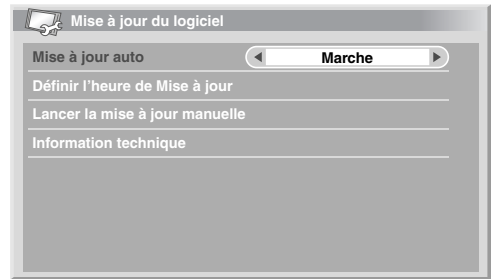 Mise à jour du logiciel
Mise à jour auto Marche
Définir l'heure de Mise à jour
Lancer la mise à jour manuelle
Information technique